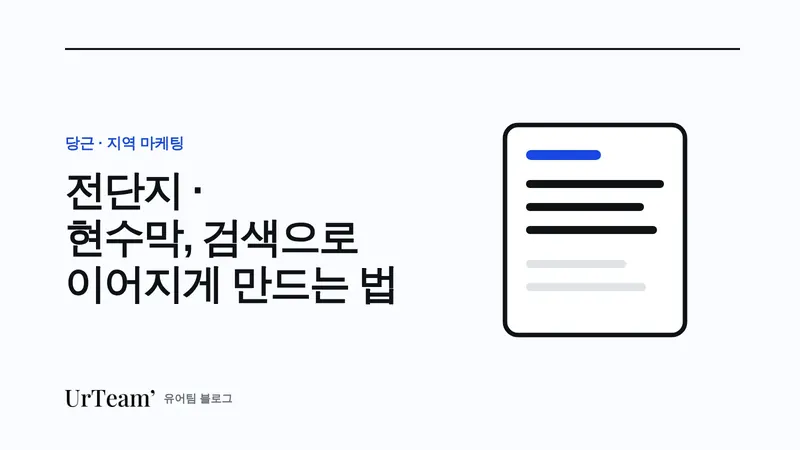 당근 · 지역 마케팅
전단지 ·
현수막, 검색으로
이어지게 만드는 법
UrTeam’ 유어팀 블로그